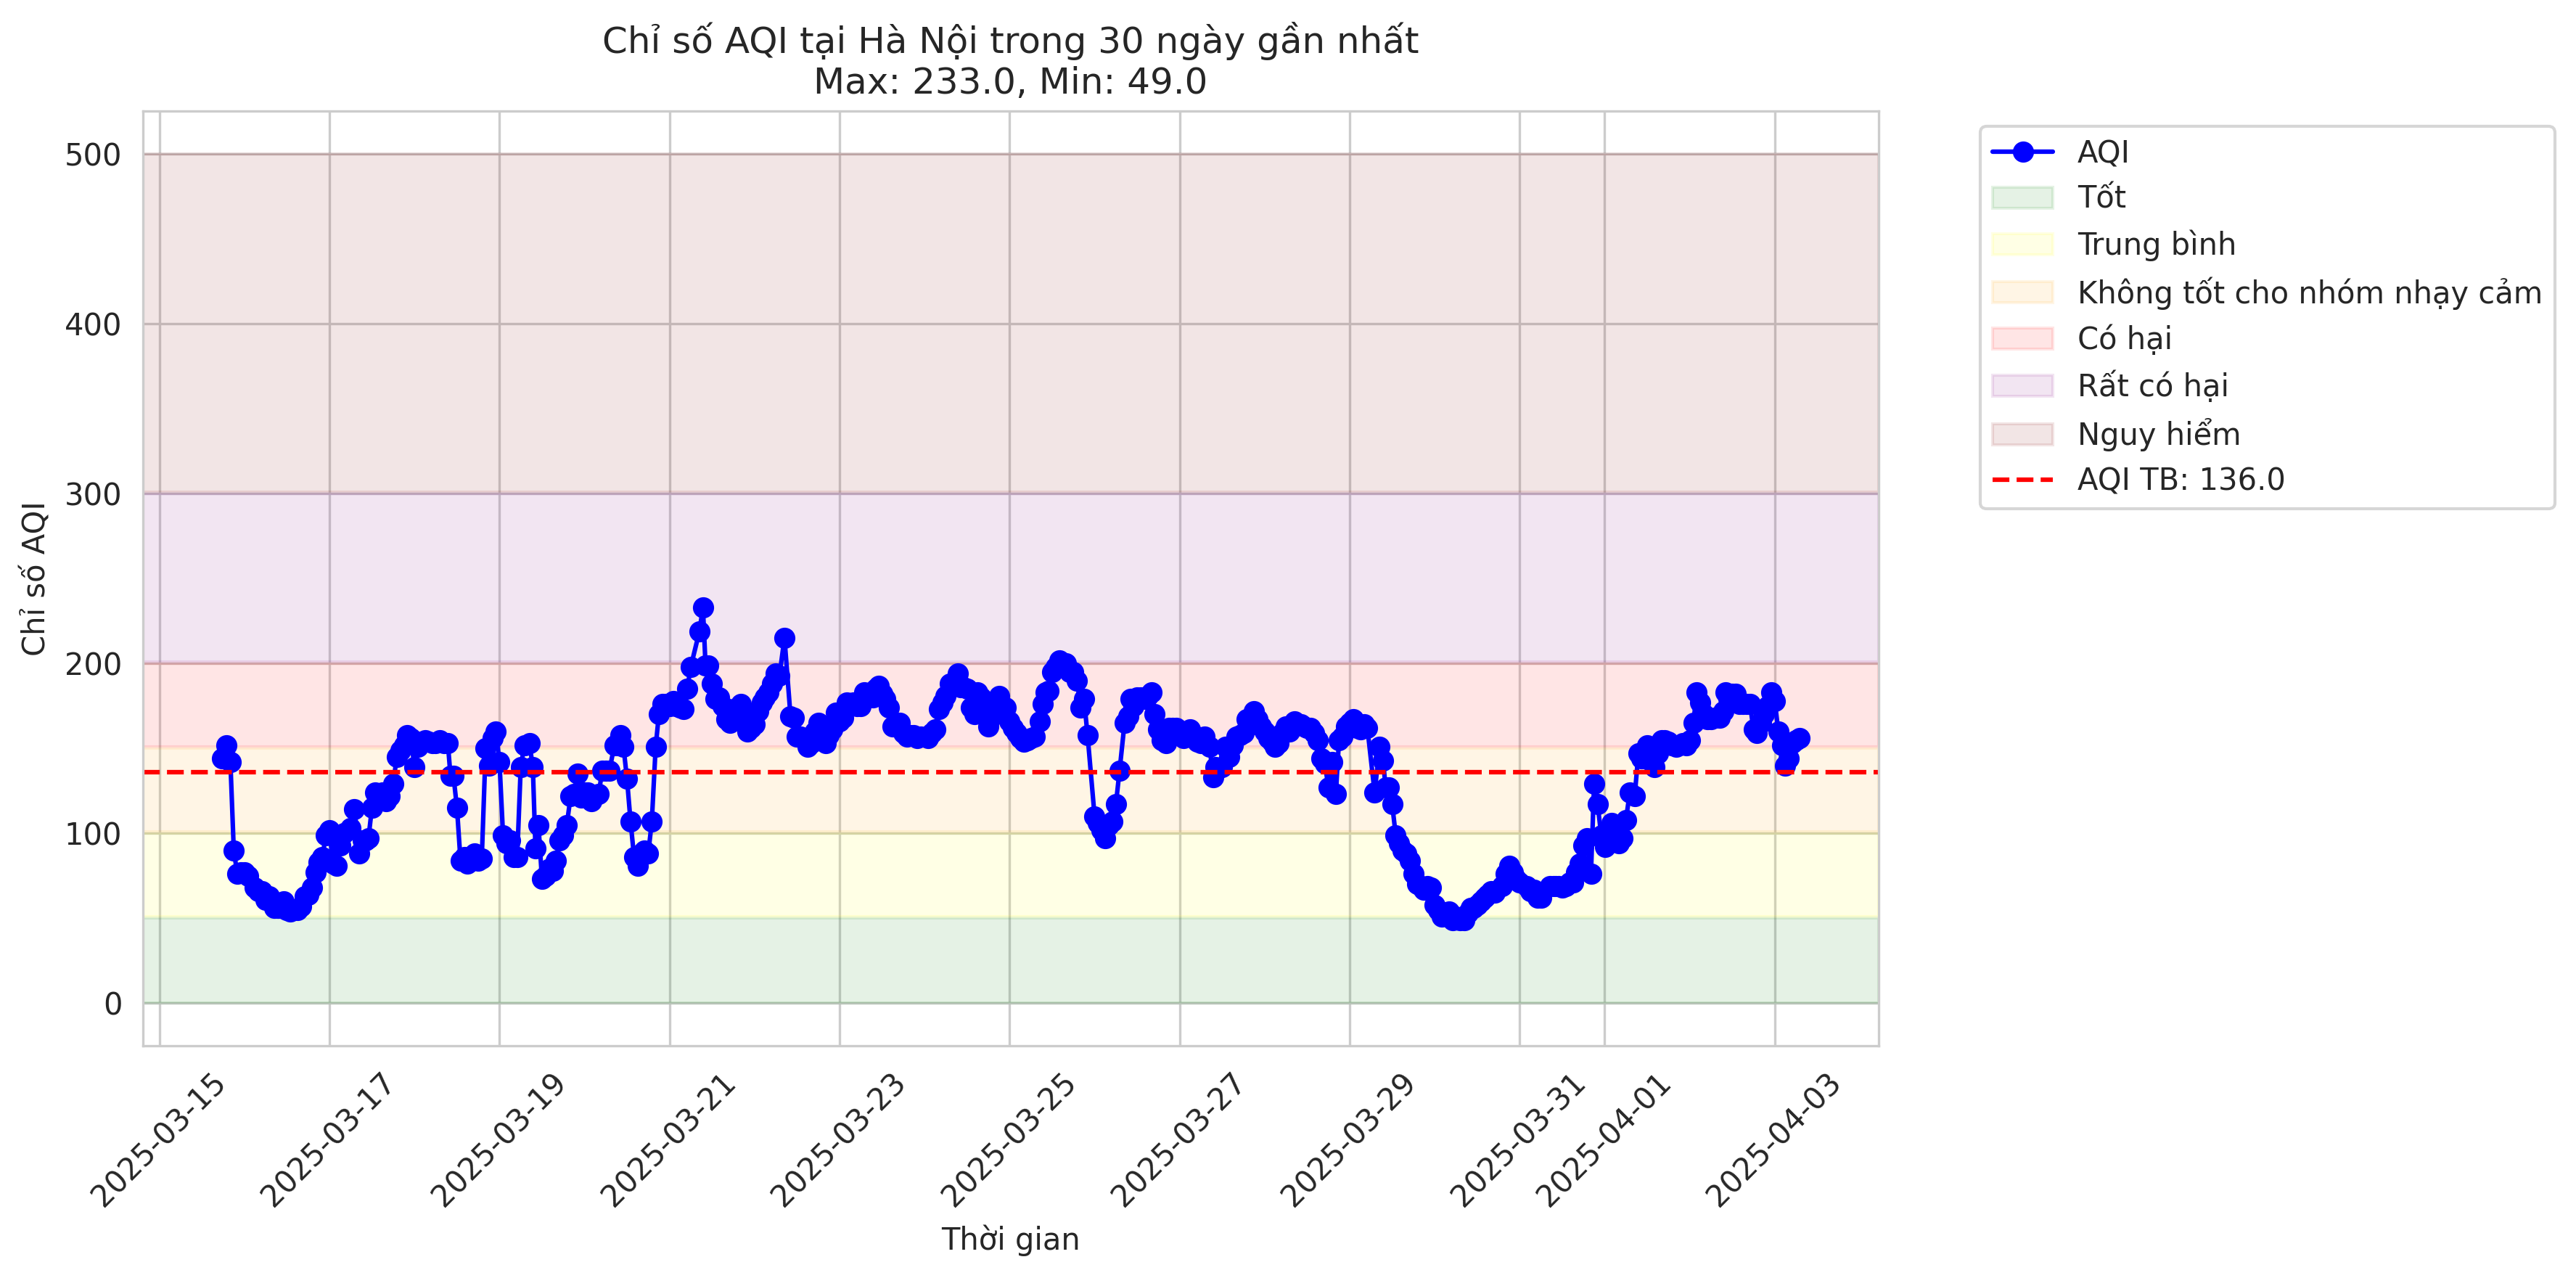 Chỉ số AQI tại Hà Nội trong 30 ngày gần nhất
Max: 233.0, Min: 49.0
Chỉ số AQI
500
400
300
200
100
0
2025-03-15
2025-03-17
2025-03-19
2025-03-21
2025-03-23
2025-03-25
2025-03-27
2025-03-29
2025-03-31
2025-04-01
2025-04-03
Thời gian
AQI
Tốt
Trung bình
Không tốt cho nhóm nhạy cảm
Có hại
Rất có hại
Nguy hiểm
AQI TB: 136.0